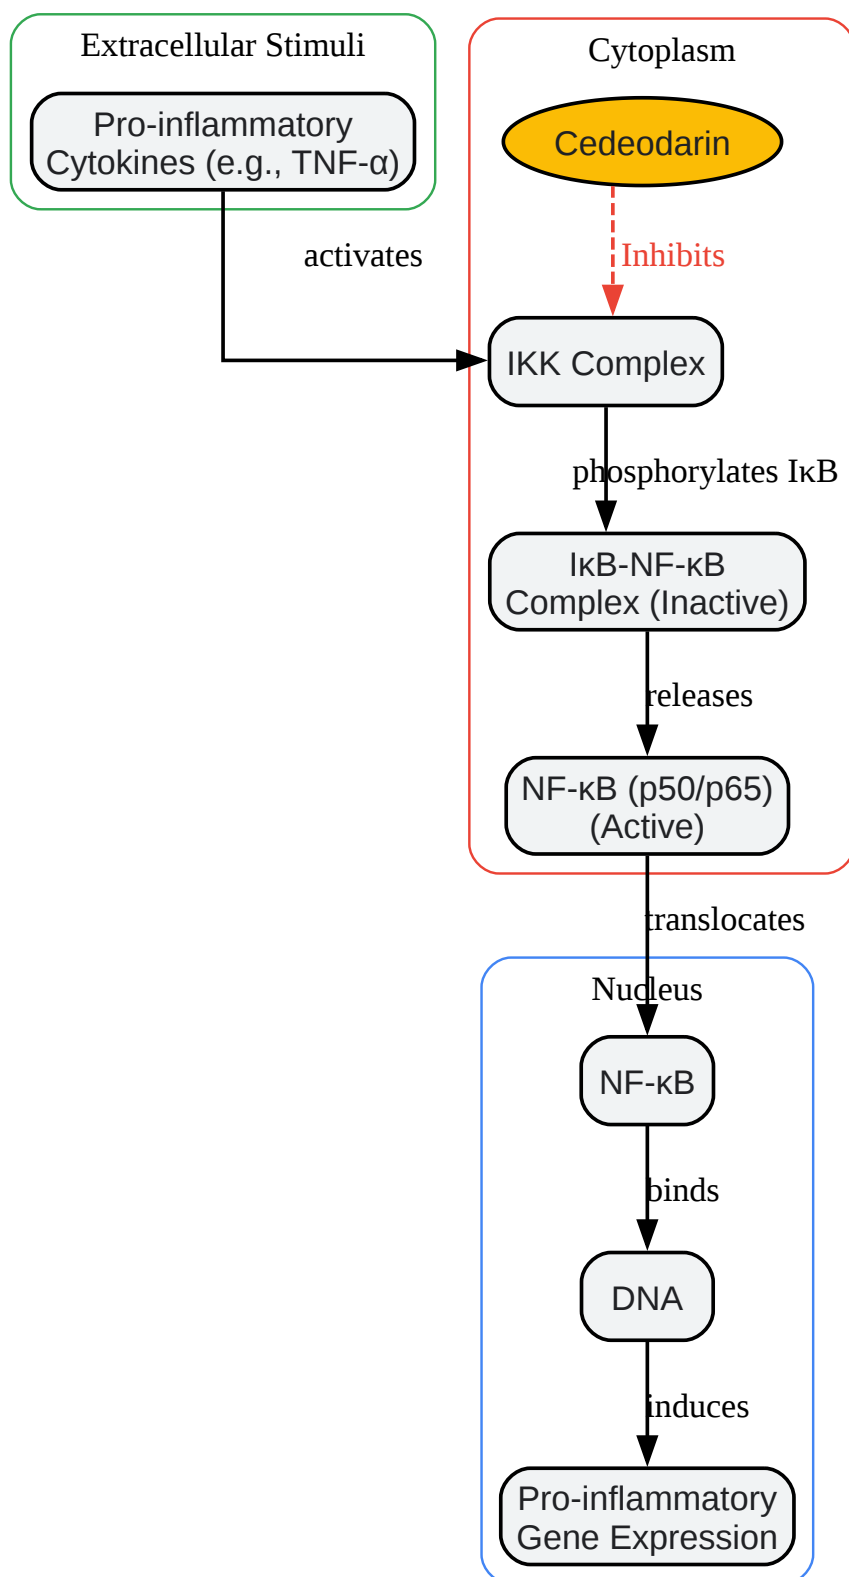 Extracellular Stimuli
Pro-inflammatory
Cytokines (e.g., TNF-α)
activates
Cytoplasm
Cedeodarin
Inhibits
IKK Complex
phosphorylates IκB
IκB-NF-κB
Complex (Inactive)
releases
NF-κB (p50/p65)
(Active)
translocates
Nucleus
NF-κB
binds
DNA
induces
Pro-inflammatory
Gene Expression